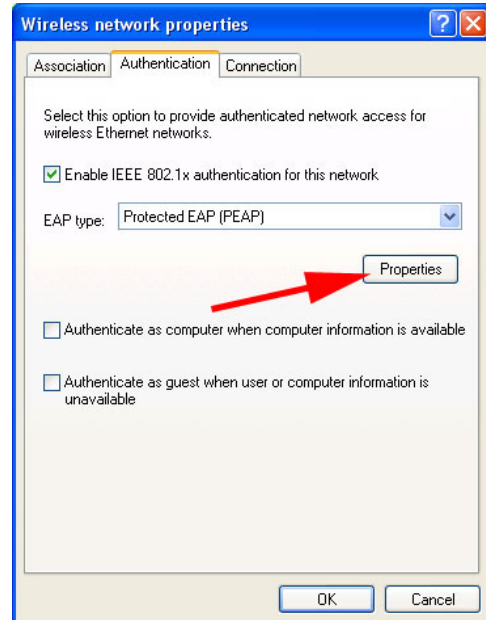 Wireless network properties
Association Authentication Connection
Select this option to provide authenticated network access for
wireless Ethernet networks.
Enable IEEE 802.1x authentication for this network
EAP type: Protected EAP (PEAP)
Properties
Authenticate as computer when computer information is available
Authenticate as guest when user or computer information is
unavailable
OK Cancel